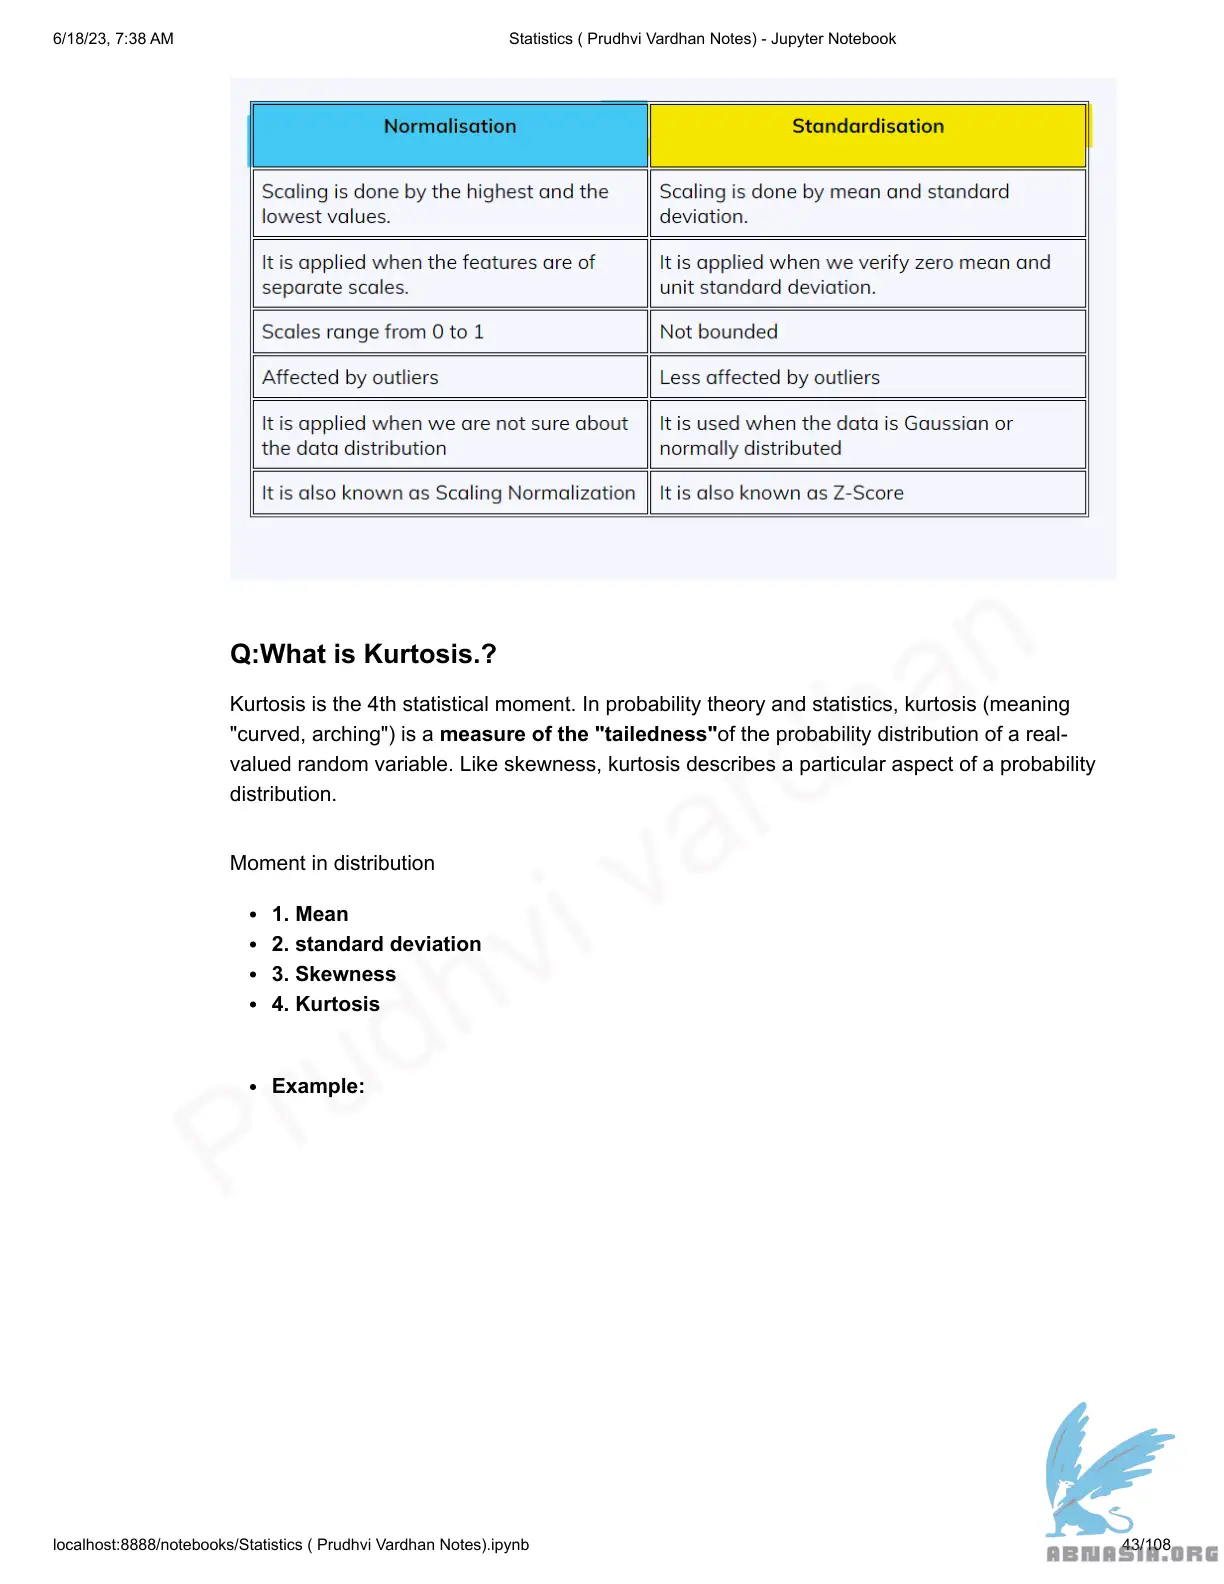 6/18/23, 7:38 AM
Statistics ( Prudhvi Vardhan Notes) - Jupyter Notebook
Normalisation
Standardisation
Scaling is done by the highest and the
lowest values.
Scaling is done by mean and standard
deviation.
It is applied when the features are of
separate scales.
It is applied when we verify zero mean and
unit standard deviation.
Scales range from 0 to 1
Not bounded
Affected by outliers
Less affected by outliers
It is applied when we are not sure about
the data distribution
It is used when the data is Gaussian or
normally distributed
It is also known as Scaling Normalization
It is also known as Z-Score
Q:What is Kurtosis.?
Kurtosis is the 4th statistical moment. In probability theory and statistics, kurtosis (meaning
"curved, arching") is a measure of the "tailedness"of the probability distribution of a real-
valued random variable. Like skewness, kurtosis describes a particular aspect of a probability
distribution.
Moment in distribution
• 1. Mean
• 2. standard deviation
• 3. Skewness
• 4. Kurtosis
• Example:
Prudhvi vardhan
localhost:8888/notebooks/Statistics ( Prudhvi Vardhan Notes).ipynb
43/108
ABNASIA.ORG